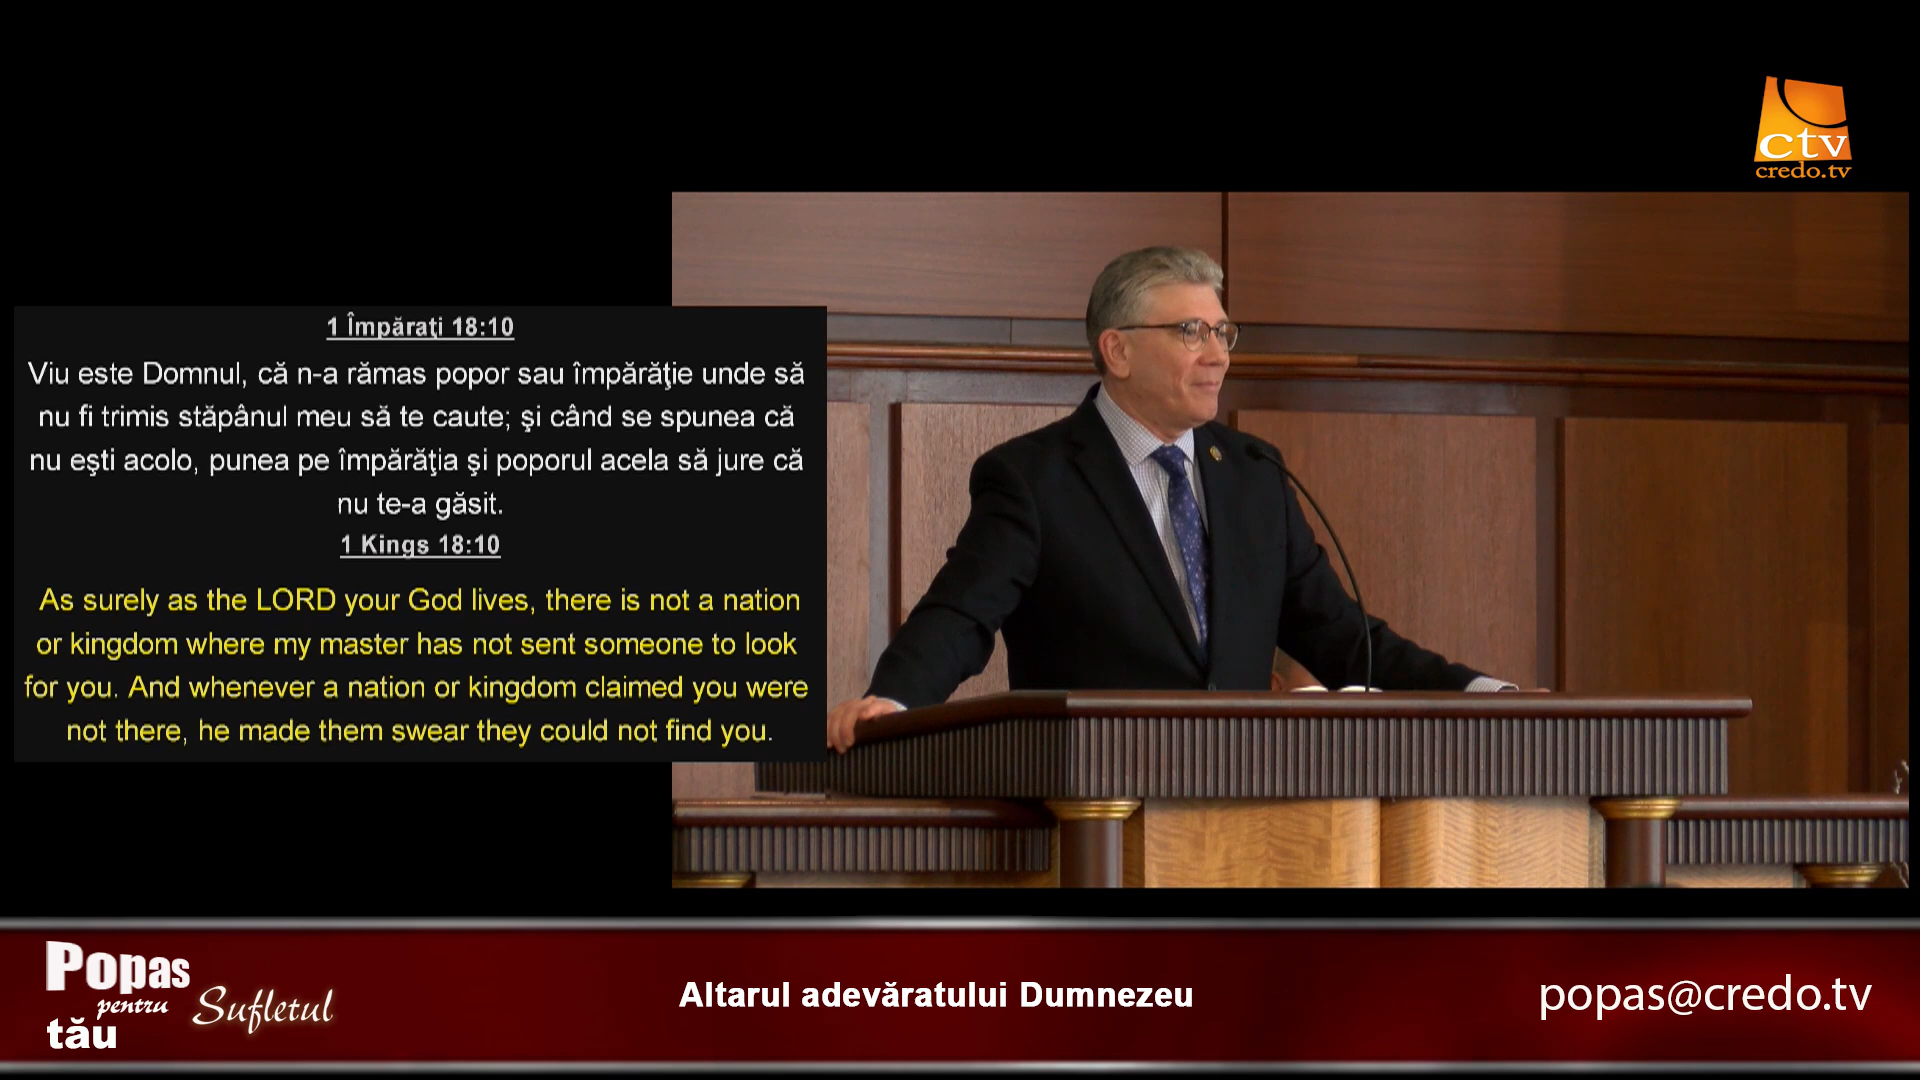 ctv
credo.tv
1 Împăraţi 18:10
Viu este Domnul, că n-a rămas popor sau împărăţie unde să
nu fi trimis stăpânul meu să te caute; şi când se spunea că
nu eşti acolo, punea pe împărăţia şi poporul acela să jure că
nu te-a găsit.
1 Kings 18:10
As surely as the LORD your God lives, there is not a nation
or kingdom where my master has not sent someone to look
for you. And whenever a nation or kingdom claimed you were
not there, he made them swear they could not find you.
Popas
pentru Sufletul
tău
Altarul adevăratului Dumnezeu
popas@credo.tv